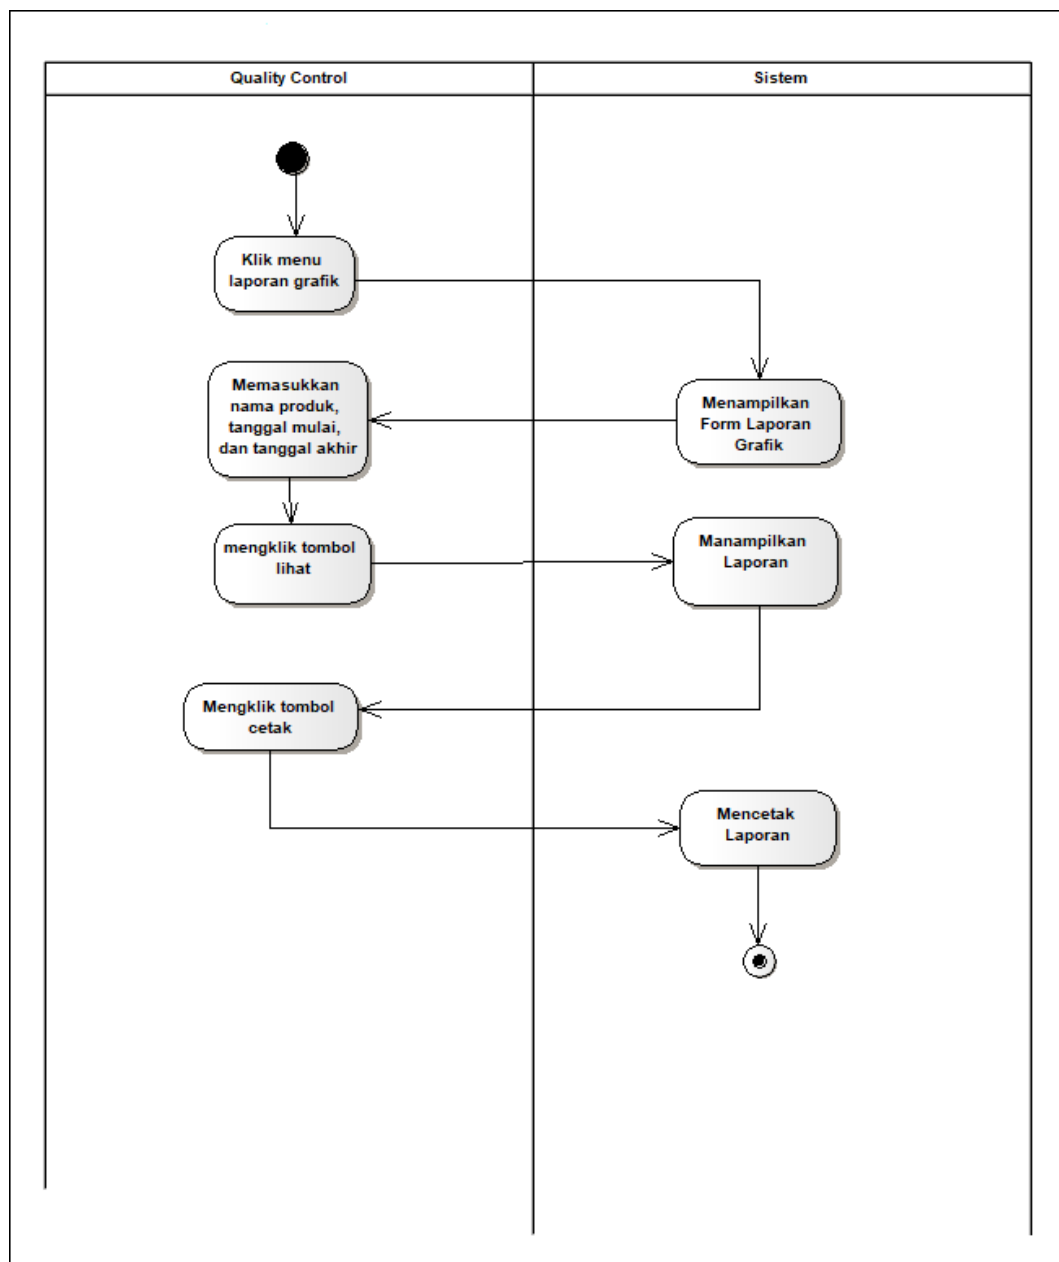 Quality Control
Sistem
Klik menu
laporan grafik
Menampilkan
Form Laporan
Grafik
Memasukkan
nama produk,
tanggal mulai,
dan tanggal akhir
mengklik tombol
lihat
Manampilkan
Laporan
Mengklik tombol
cetak
Mencetak
Laporan